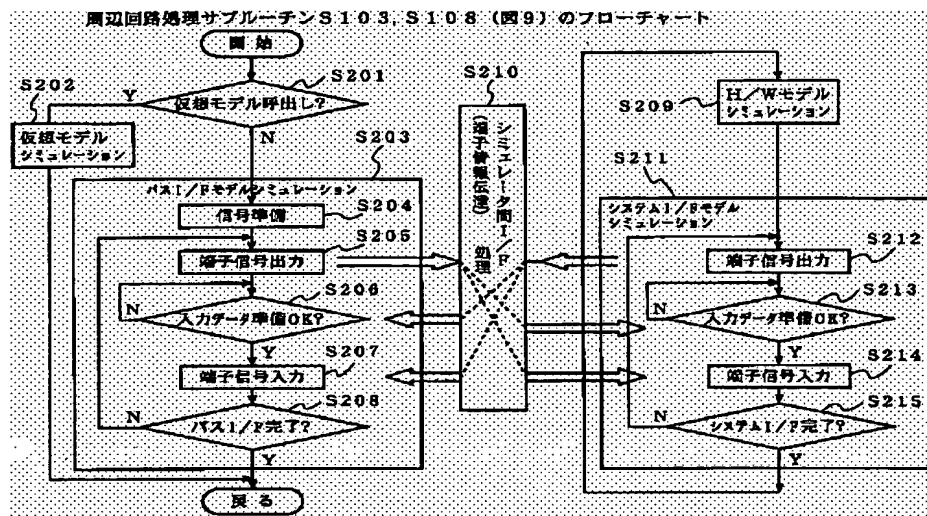 周辺回路処理サブルーチンS103,S108(図9)のフローチャート
開 始
S201
S202
Y
仮想モデル呼出し?
N
仮想モデル
シミュレーション
S203
バスI/Fモデルシミュレーション
S204
信号準備
S205
端子信号出力
S206
N
入力データ準備OK?
Y
S207
端子信号入力
S208
N
バスI/F完了?
Y
戻 る
S210
シミュレータ間I/F 処理
(端子情報伝達)
S209
H/Wモデル
シミュレーション
S211
システムI/Fモデル
シミュレーション
S212
端子信号出力
S213
N
入力データ準備OK?
Y
S214
端子信号入力
S215
N
システムI/F完了?
Y